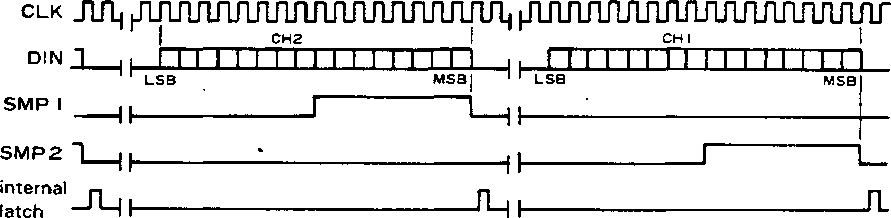 CLK
CH2 CH1
DIN
LSB MSB LSB MSB
SMP 1
SMP 2
internal
latch